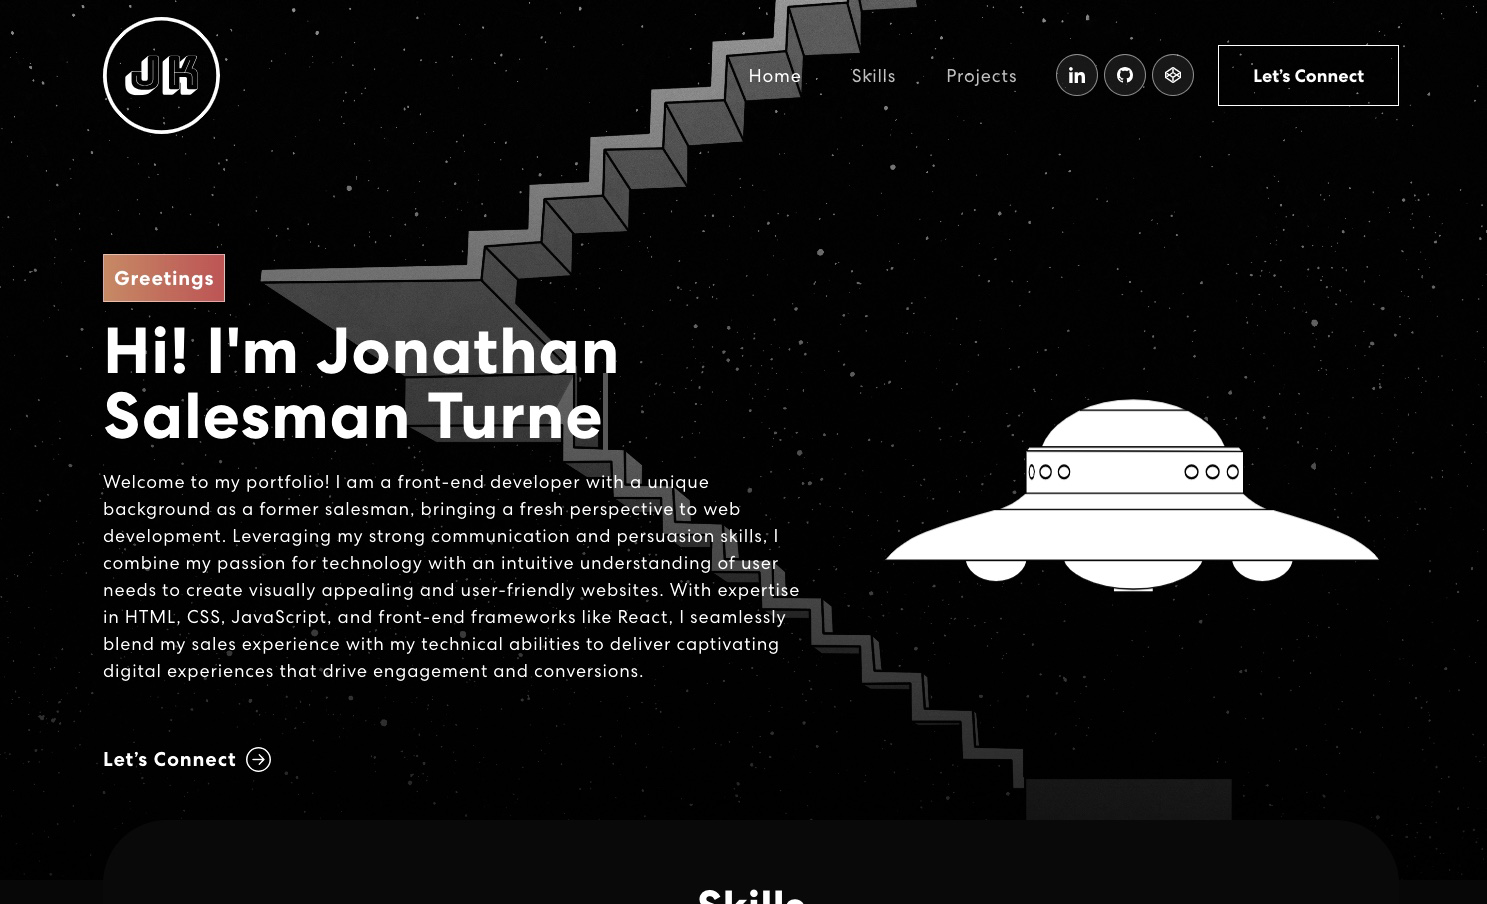 JK
Home Skills Projects in Let's Connect
Greetings
Hi! I'm Jonathan
Salesman Turne
Welcome to my portfolio! I am a front-end developer with a unique
background as a former salesman, bringing a fresh perspective to web
development. Leveraging my strong communication and persuasion skills, I
combine my passion for technology with an intuitive understanding of user
needs to create visually appealing and user-friendly websites. With expertise
in HTML, CSS, JavaScript, and front-end frameworks like React, I seamlessly
blend my sales experience with my technical abilities to deliver captivating
digital experiences that drive engagement and conversions.
Let’s Connect
Skills